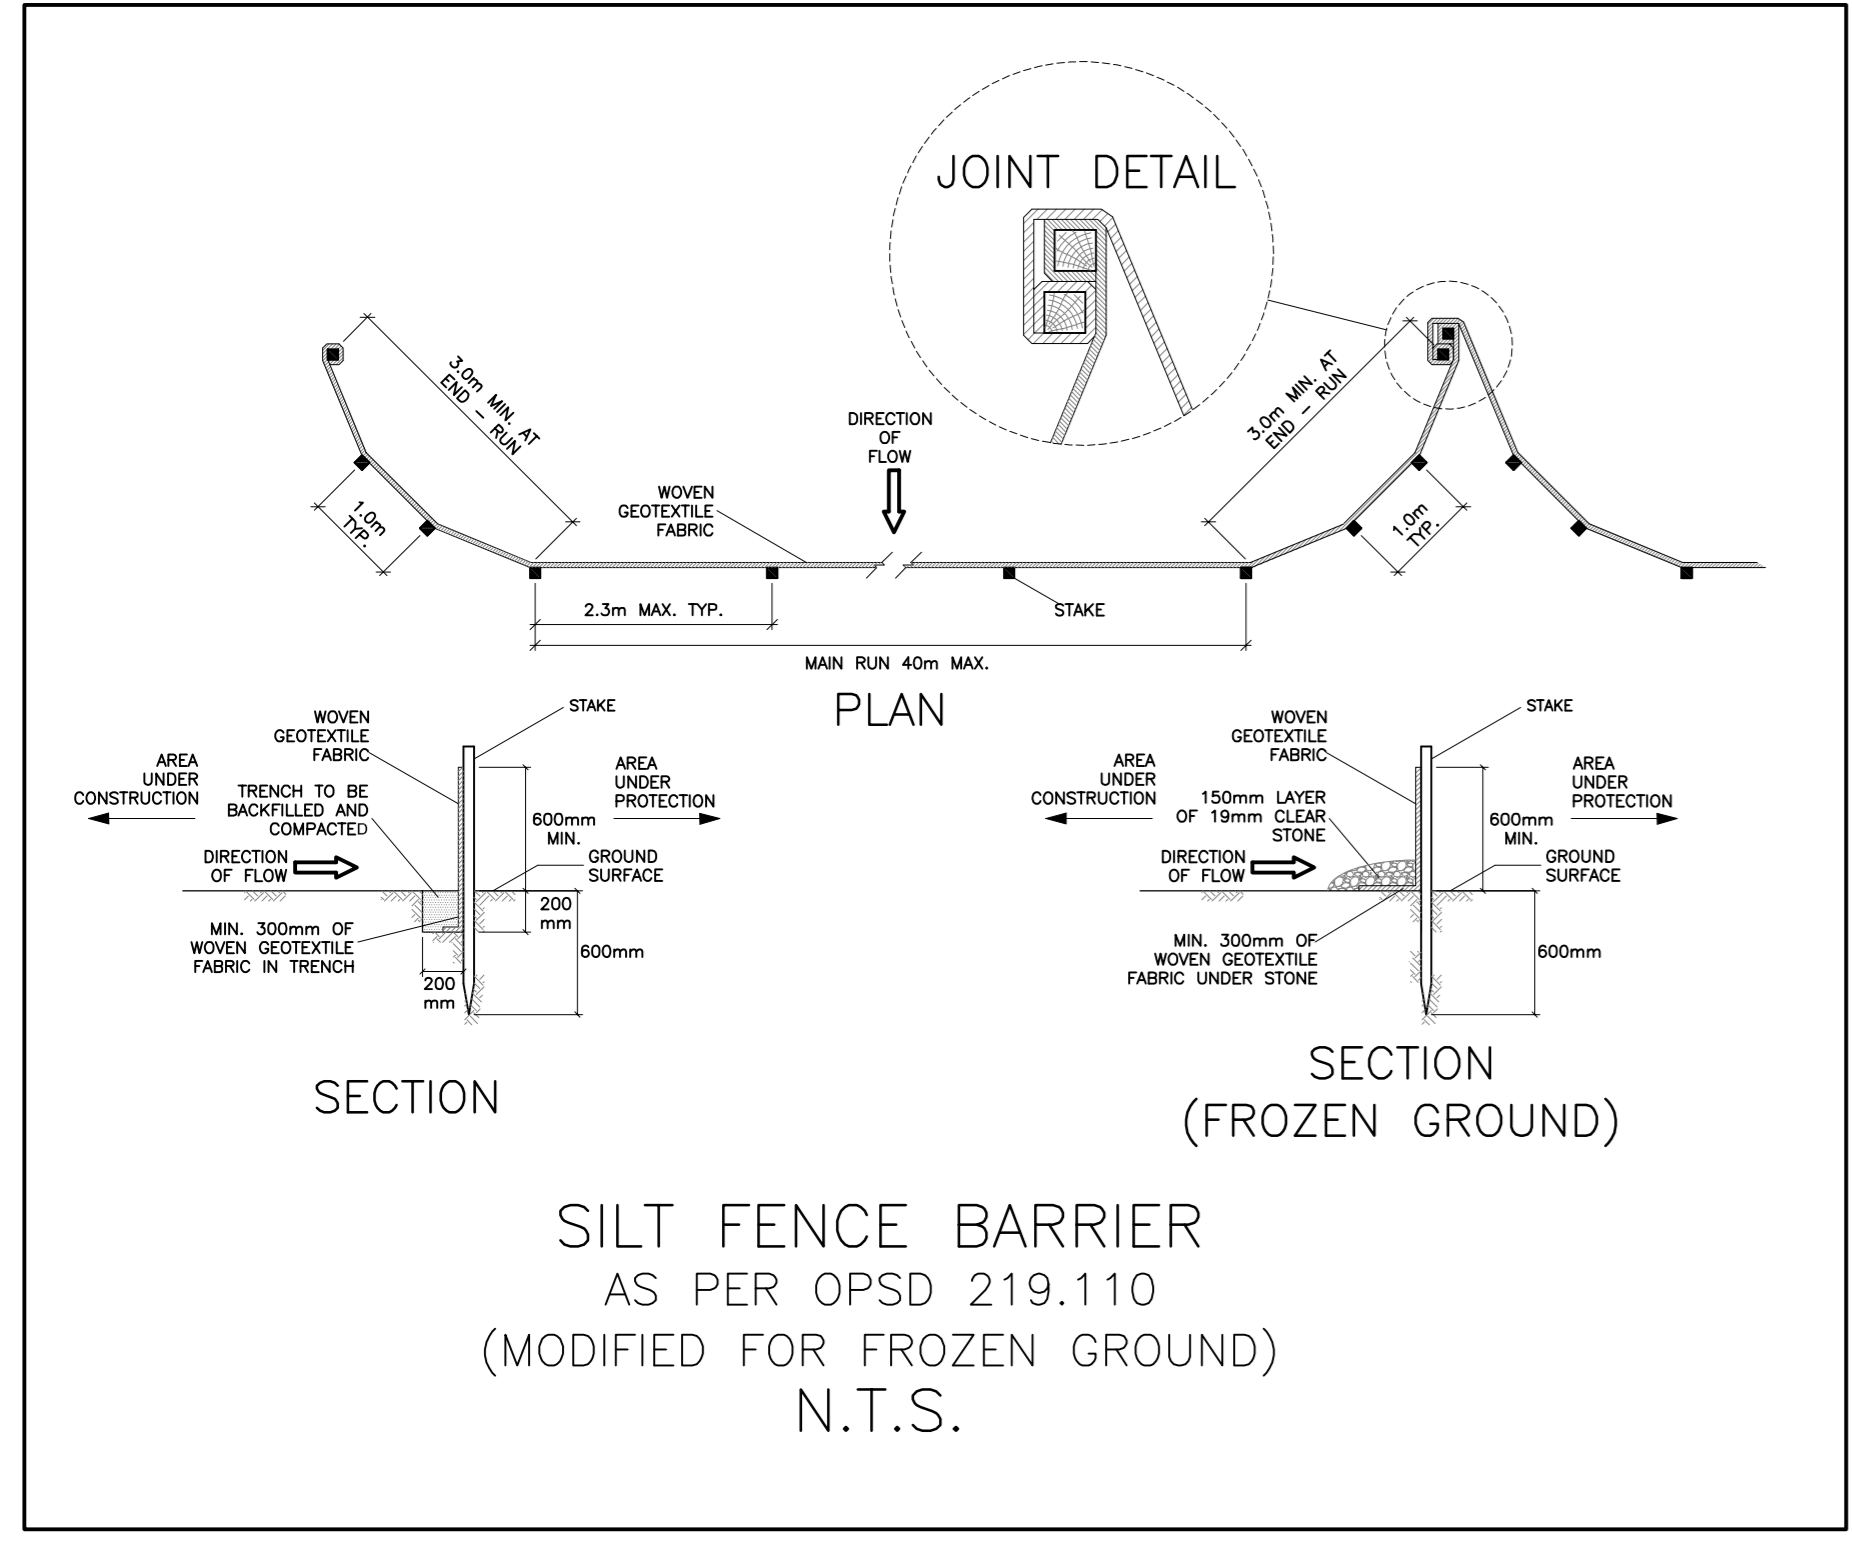 JOINT DETAIL
3.0m MIN. AT
END - RUN
1.0m
TYP.
WOVEN
GEOTEXTILE
FABRIC
DIRECTION
OF
FLOW
3.0m MIN. AT
END - RUN
1.0m
TYP.
2.3m MAX. TYP.
STAKE
MAIN RUN 40m MAX.
PLAN
WOVEN
GEOTEXTILE
FABRIC
STAKE
AREA
UNDER
CONSTRUCTION
TRENCH TO BE
BACKFILLED AND
COMPACTED
AREA
UNDER
PROTECTION
600mm
MIN.
DIRECTION
OF FLOW
GROUND
SURFACE
200
mm
MIN. 300mm OF
WOVEN GEOTEXTILE
FABRIC IN TRENCH
600mm
200
mm
SECTION
WOVEN
GEOTEXTILE
FABRIC
STAKE
AREA
UNDER
CONSTRUCTION
150mm LAYER
OF 19mm CLEAR
STONE
AREA
UNDER
PROTECTION
600mm
MIN.
DIRECTION
OF FLOW
GROUND
SURFACE
MIN. 300mm OF
WOVEN GEOTEXTILE
FABRIC UNDER STONE
600mm
SECTION
(FROZEN GROUND)
SILT FENCE BARRIER
AS PER OPSD 219.110
(MODIFIED FOR FROZEN GROUND)
N.T.S.